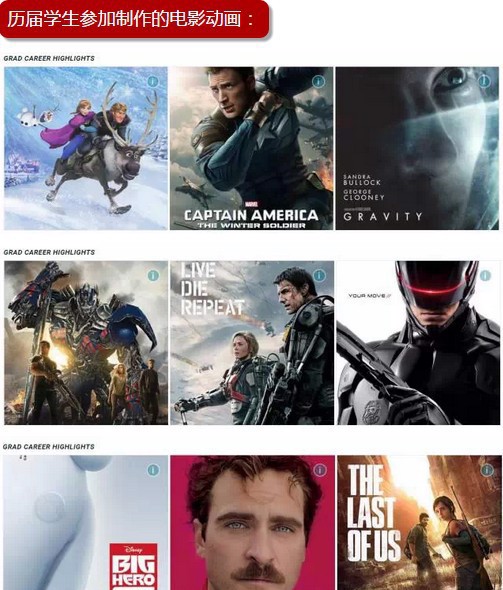 历届学生参加制作的电影动画：
GRAD CAREER HIGHLIGHTS
MARVEL
CAPTAIN AMERICA
THE WINTER SOLDIER
SANDRA
BULLOCK
GEORGE
CLOONEY
GRAVITY
GRAD CAREER HIGHLIGHTS
LIVE
DIE
REPEAT
YOUR MOVE //
GRAD CAREER HIGHLIGHTS
Disney
BIG
HERO
THE
LAST
OF US